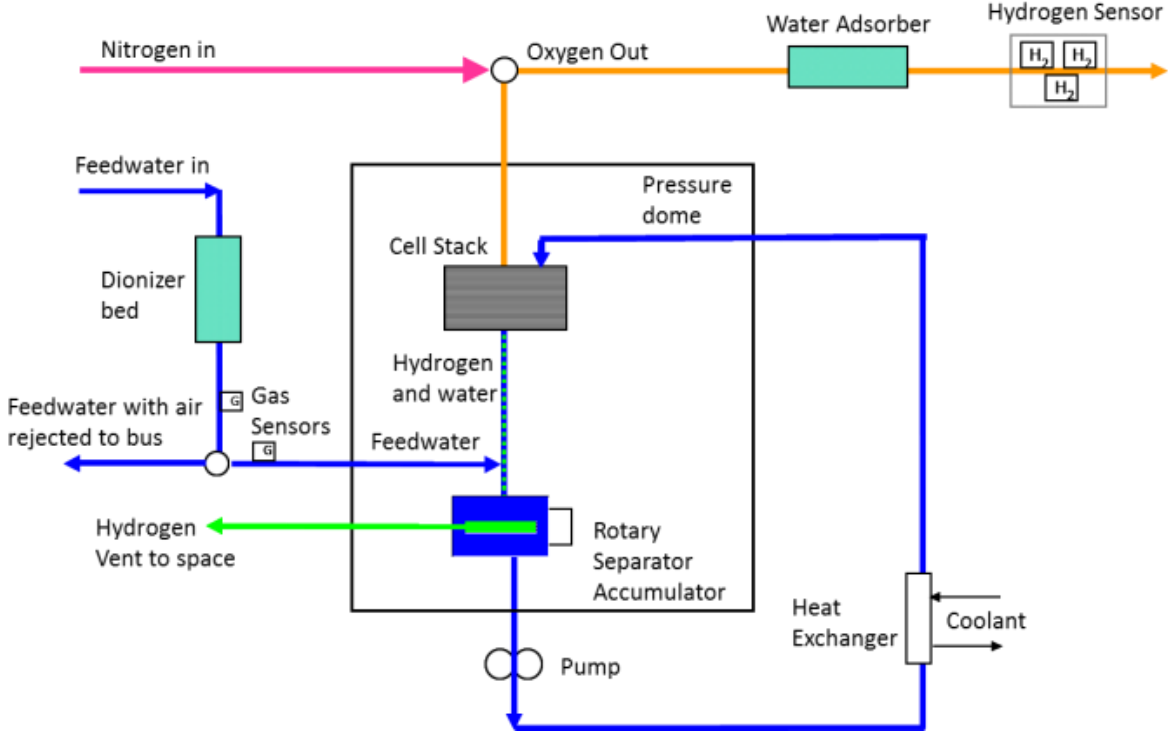 Hydrogen Sensor
Water Adsorber
Nitrogen in
Oxygen Out
H2
H2
H2
Feedwater in
Pressure
dome
Cell Stack
Dionizer
bed
Hydrogen
and water
G
Gas
Sensors
G
Feedwater with air
rejected to bus
Feedwater
Hydrogen
Vent to space
Rotary
Separator
Accumulator
Heat
Exchanger
Coolant
Pump